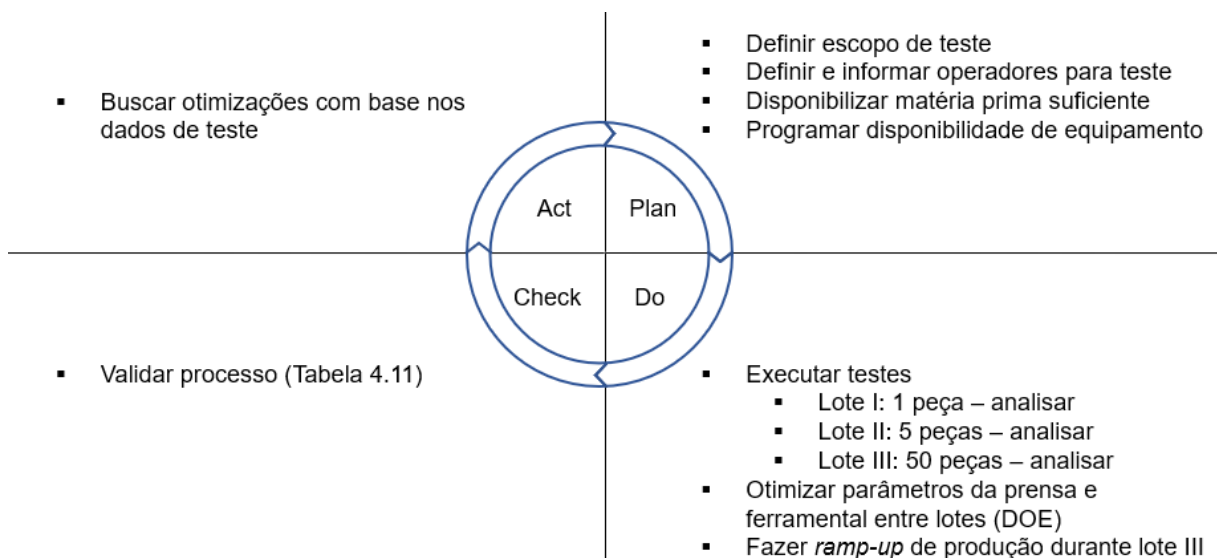 ▪ Buscar otimizações com base nos
dados de teste
▪ Definir escopo de teste
▪ Definir e informar operadores para teste
▪ Disponibilizar matéria prima suficiente
▪ Programar disponibilidade de equipamento
Act
Plan
Check
Do
▪ Validar processo (Tabela 4.11)
▪ Executar testes
▪ Lote I: 1 peça – analisar
▪ Lote II: 5 peças – analisar
▪ Lote III: 50 peças – analisar
▪ Otimizar parâmetros da prensa e
ferramental entre lotes (DOE)
▪ Fazer ramp-up de produção durante lote III